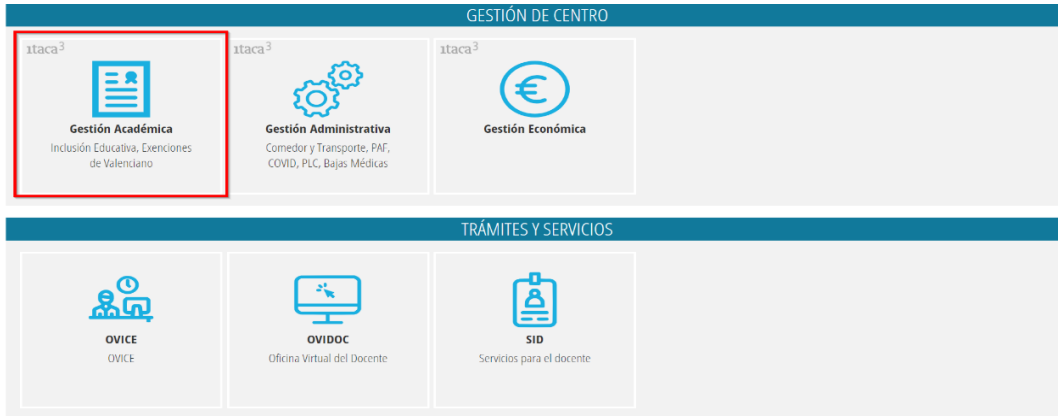 GESTIÓN DE CENTRO
ıtaca3
ıtaca3
ıtaca3
Gestión Académica
Inclusión Educativa, Exenciones
de Valenciano
Gestión Administrativa
Comedor y Transporte, PAF,
COVID, PLC, Bajas Médicas
Gestión Económica
TRÁMITES Y SERVICIOS
OVICE
OVICE
OVIDOC
Oficina Virtual del Docente
SID
Servicios para el docente